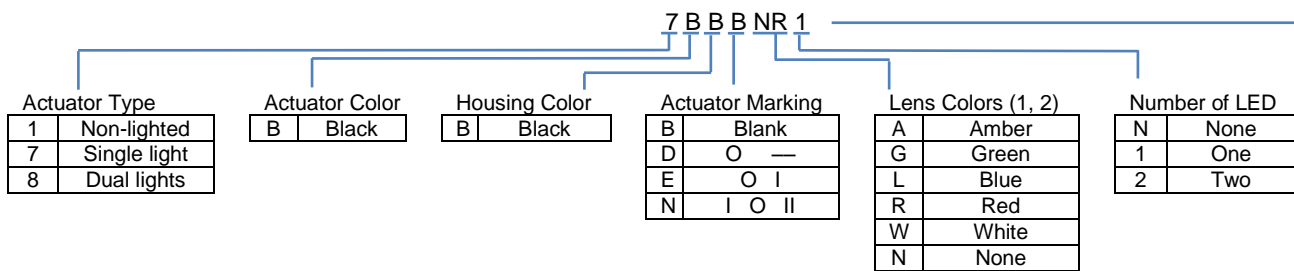 7 B B B NR 1
Actuator Type
1 Non-lighted
7 Single light
8 Dual lights
Actuator Color
B Black
Housing Color
B Black
Actuator Marking
B Blank
D O —
E O I
N I O II
Lens Colors (1, 2)
A Amber
G Green
L Blue
R Red
W White
N None
Number of LED
N None
1 One
2 Two